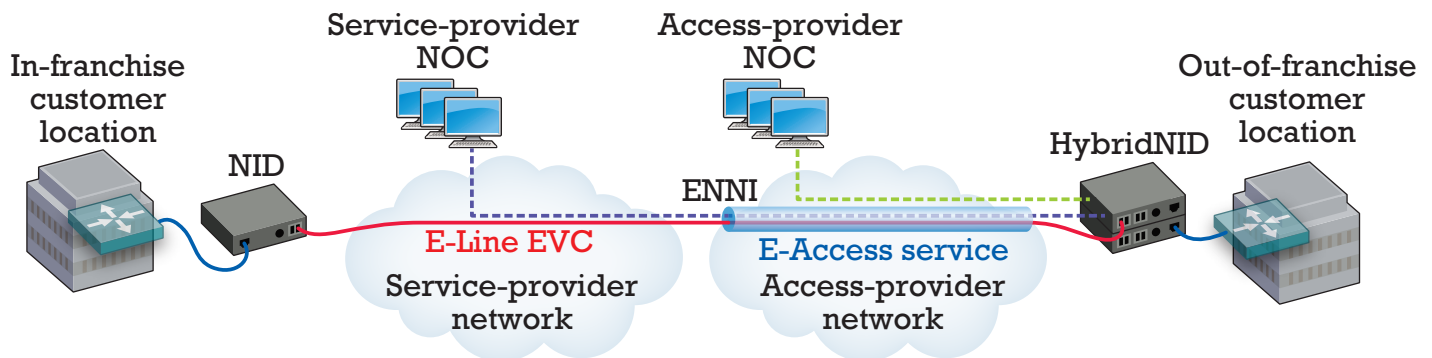 Service-provider
NOC
Access-provider
NOC
In-franchise
customer
location
Out-of-franchise
customer
location
NID
HybridNID
ENNI
E-Line EVC
E-Access service
Service-provider
network
Access-provider
network